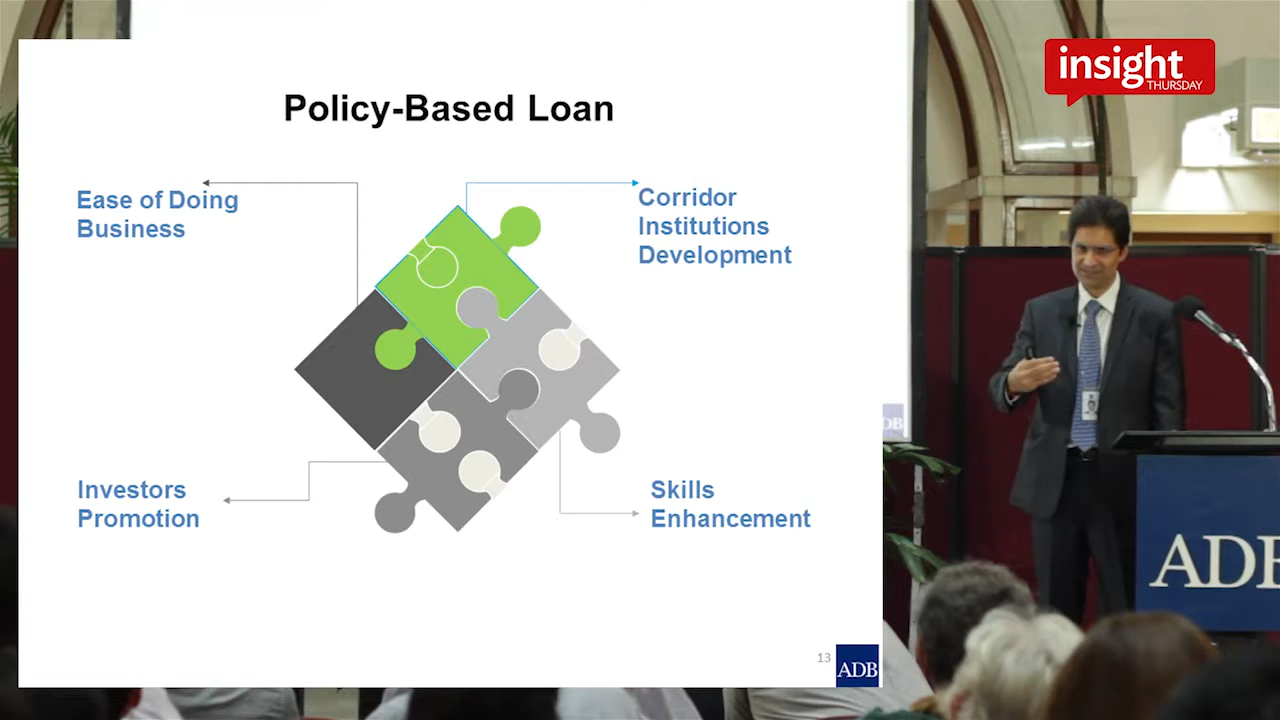 insight
THURSDAY
Policy-Based Loan
Ease of Doing
Business
Corridor
Institutions
Development
Investors
Promotion
Skills
Enhancement
13
ADB
DB
ADB